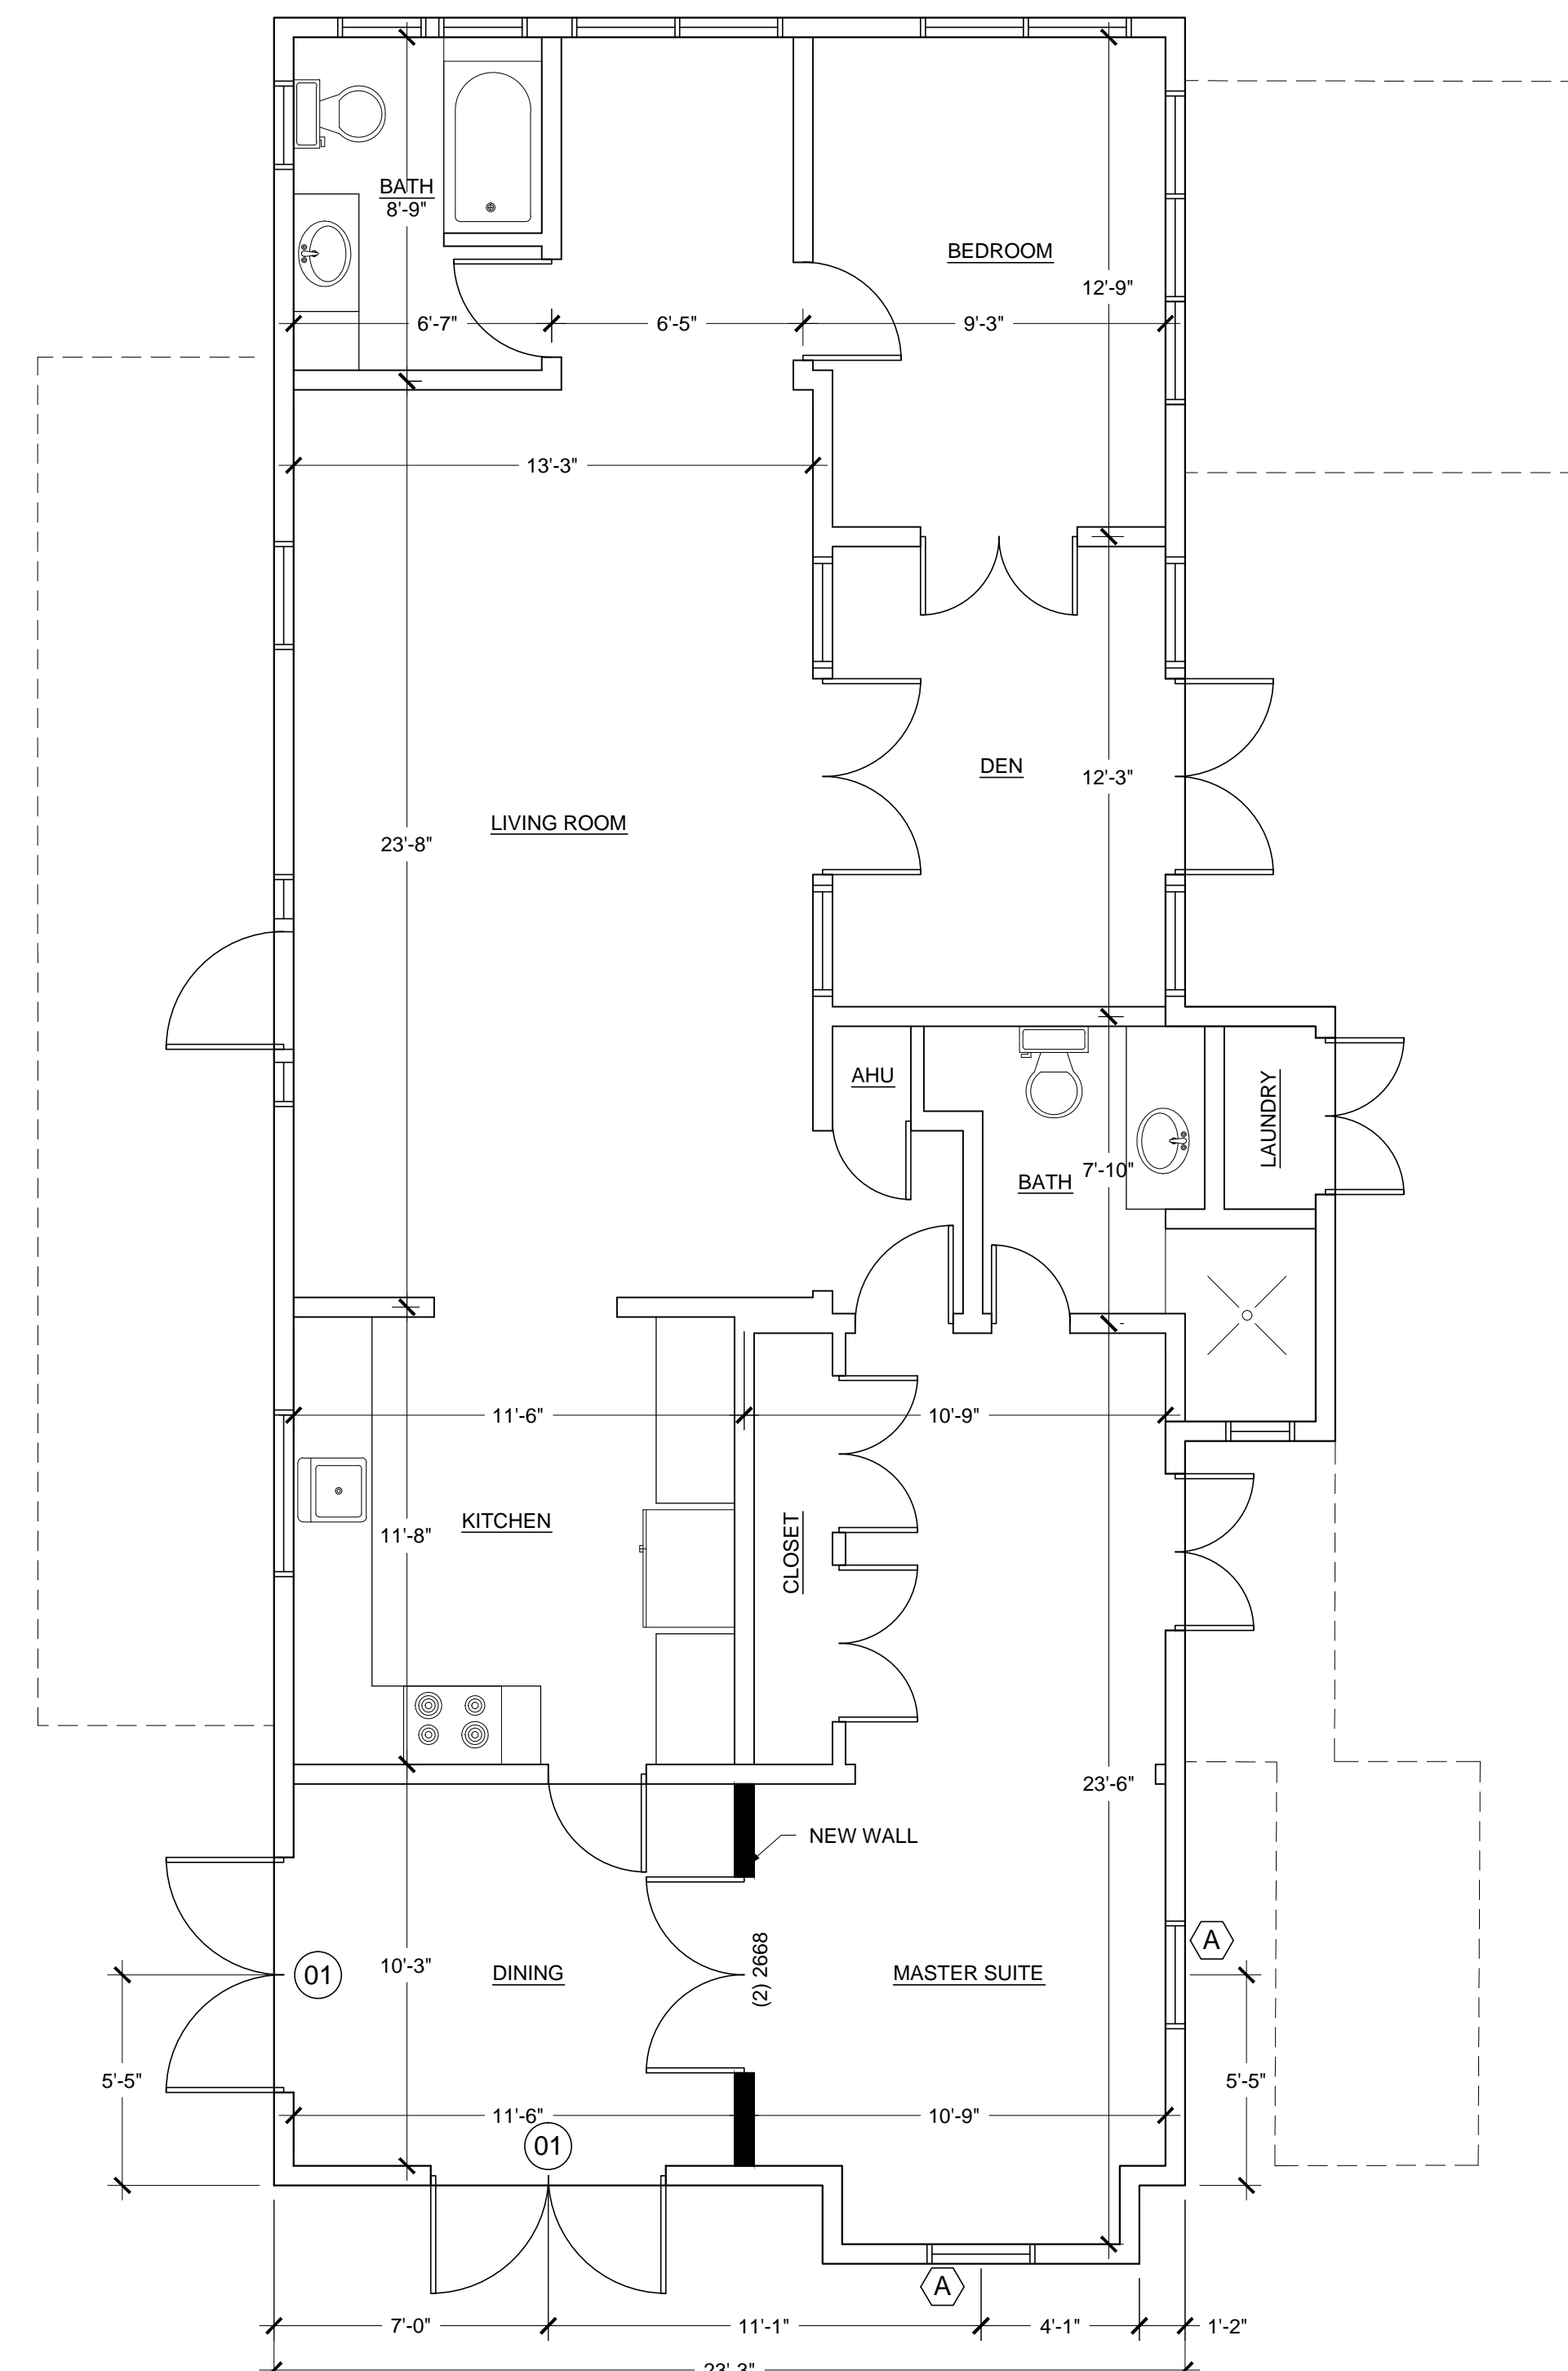 BATH
8'-9"
BEDROOM
12'-9"
6'-7"
6'-5"
9'-3"
13'-3"
DEN
12'-3"
LIVING ROOM
23'-8"
AHU
LAUNDRY
7'-10"
BATH
11'-6"
10'-9"
KITCHEN
11'-8"
CLOSET
23'-6"
NEW WALL
A
(2) 2668
01
10'-3"
DINING
MASTER SUITE
5'-5"
5'-5"
11'-6"
10'-9"
01
A
7'-0"
11'-1"
4'-1"
1'-2"
23'-3"